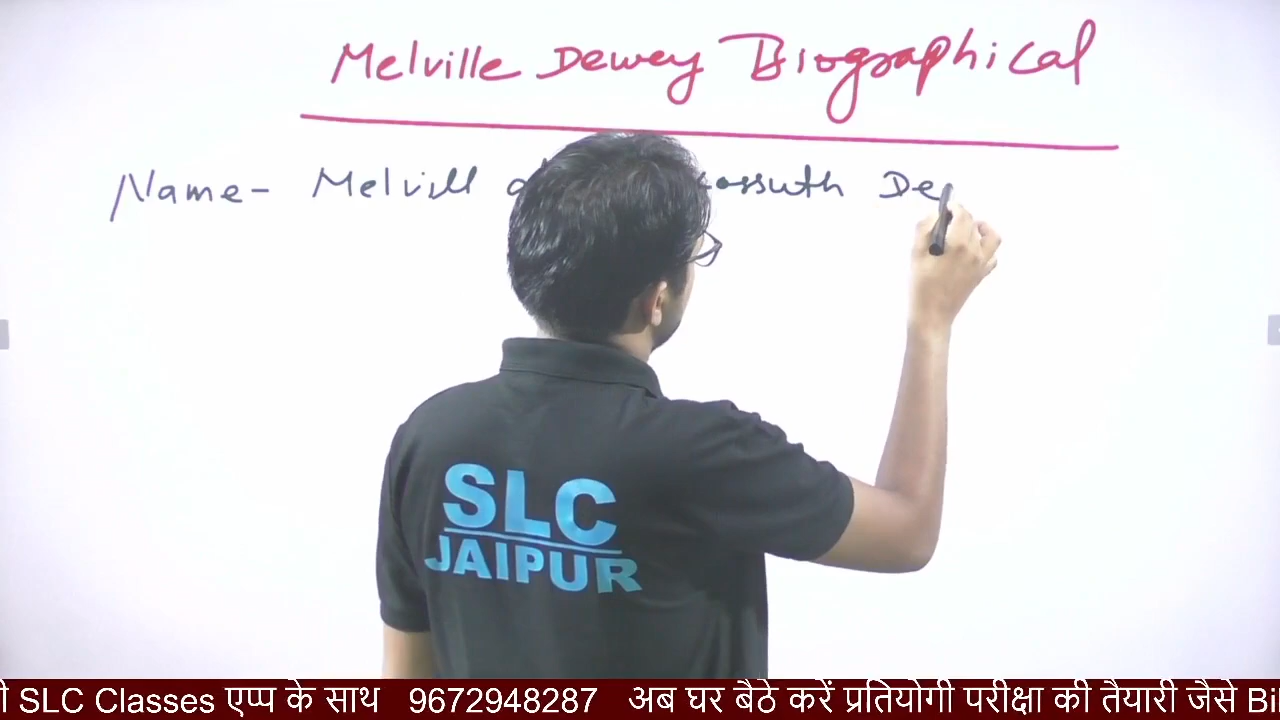 Melville Dewey Biographical
Name- Melvill ossuth De
SLC
JAIPUR
SLC Classes एप्प के साथ 9672948287 अब घर बैठे करें प्रतियोगी परीक्षा की तैयारी जैसे